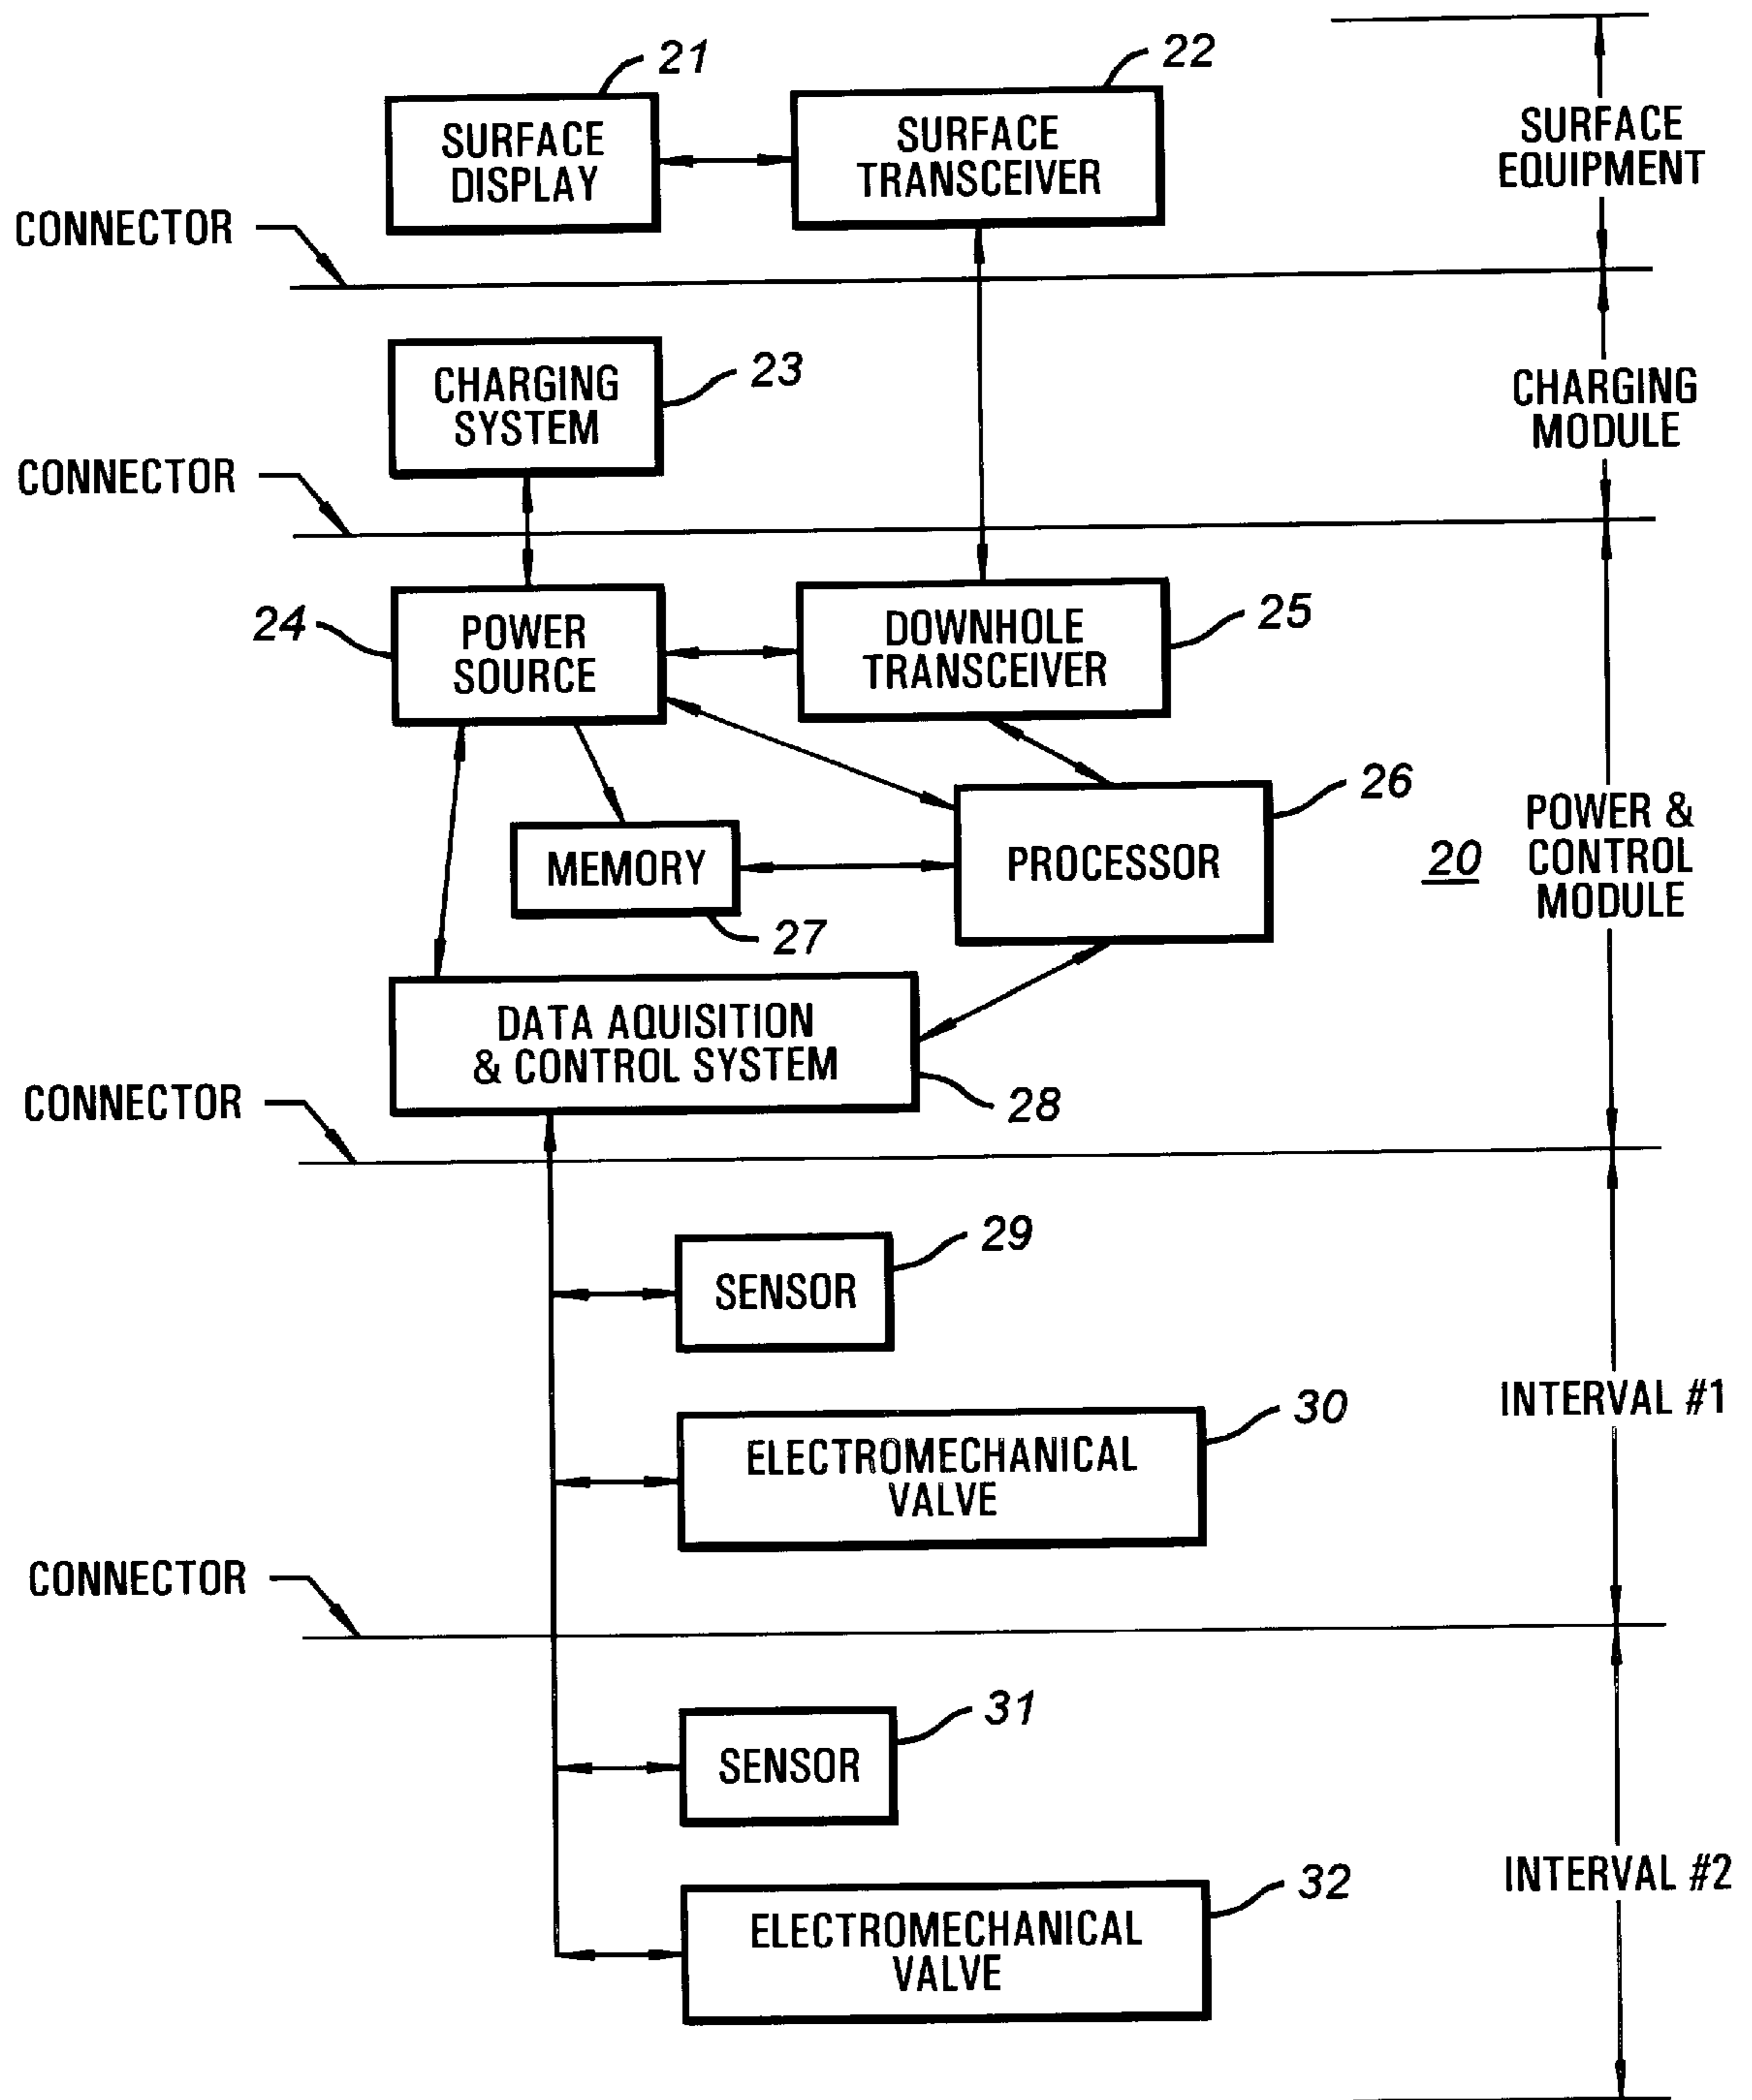 21
22
SURFACE
DISPLAY
SURFACE
TRANSCEIVER
SURFACE
EQUIPMENT
CONNECTOR
CHARGING
SYSTEM
23
CHARGING
MODULE
CONNECTOR
24
POWER
SOURCE
DOWNHOLE
TRANSCEIVER
25
26
MEMORY
PROCESSOR
20
POWER &
CONTROL
MODULE
27
DATA AQUISITION
& CONTROL SYSTEM
28
CONNECTOR
29
SENSOR
30
ELECTROMECHANICAL
VALVE
INTERVAL #1
CONNECTOR
31
SENSOR
32
ELECTROMECHANICAL
VALVE
INTERVAL #2